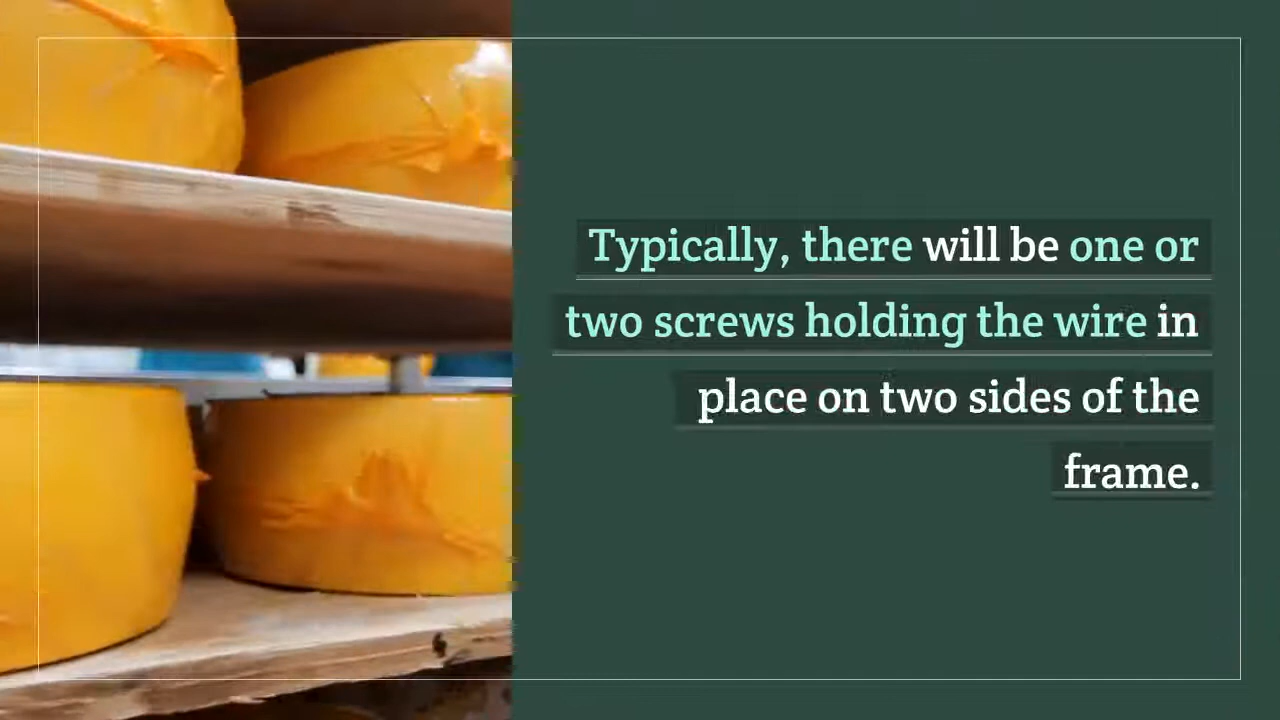 Typically, there will be one or
two screws holding the wire in
place on two sides of the
frame.